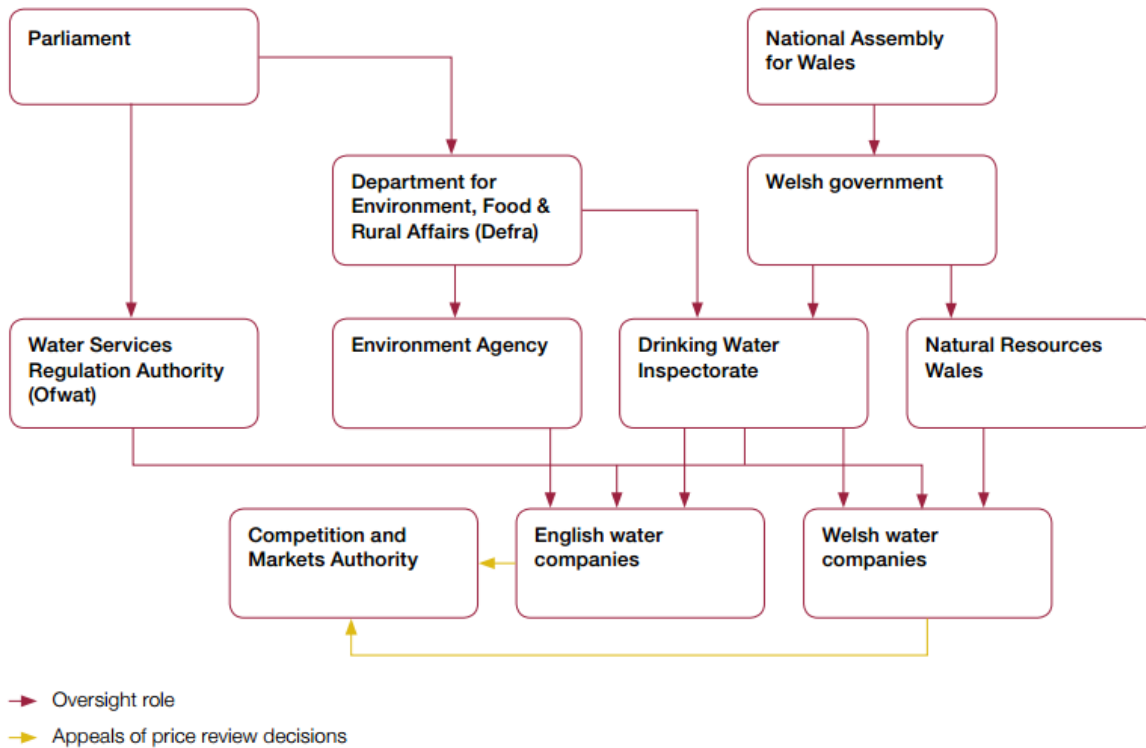 Parliament
National Assembly
for Wales
Department for
Environment, Food &
Rural Affairs (Defra)
Welsh government
Water Services
Regulation Authority
(Ofwat)
Environment Agency
Drinking Water
Inspectorate
Natural Resources
Wales
Competition and
Markets Authority
English water
companies
Welsh water
companies
Oversight role
Appeals of price review decisions